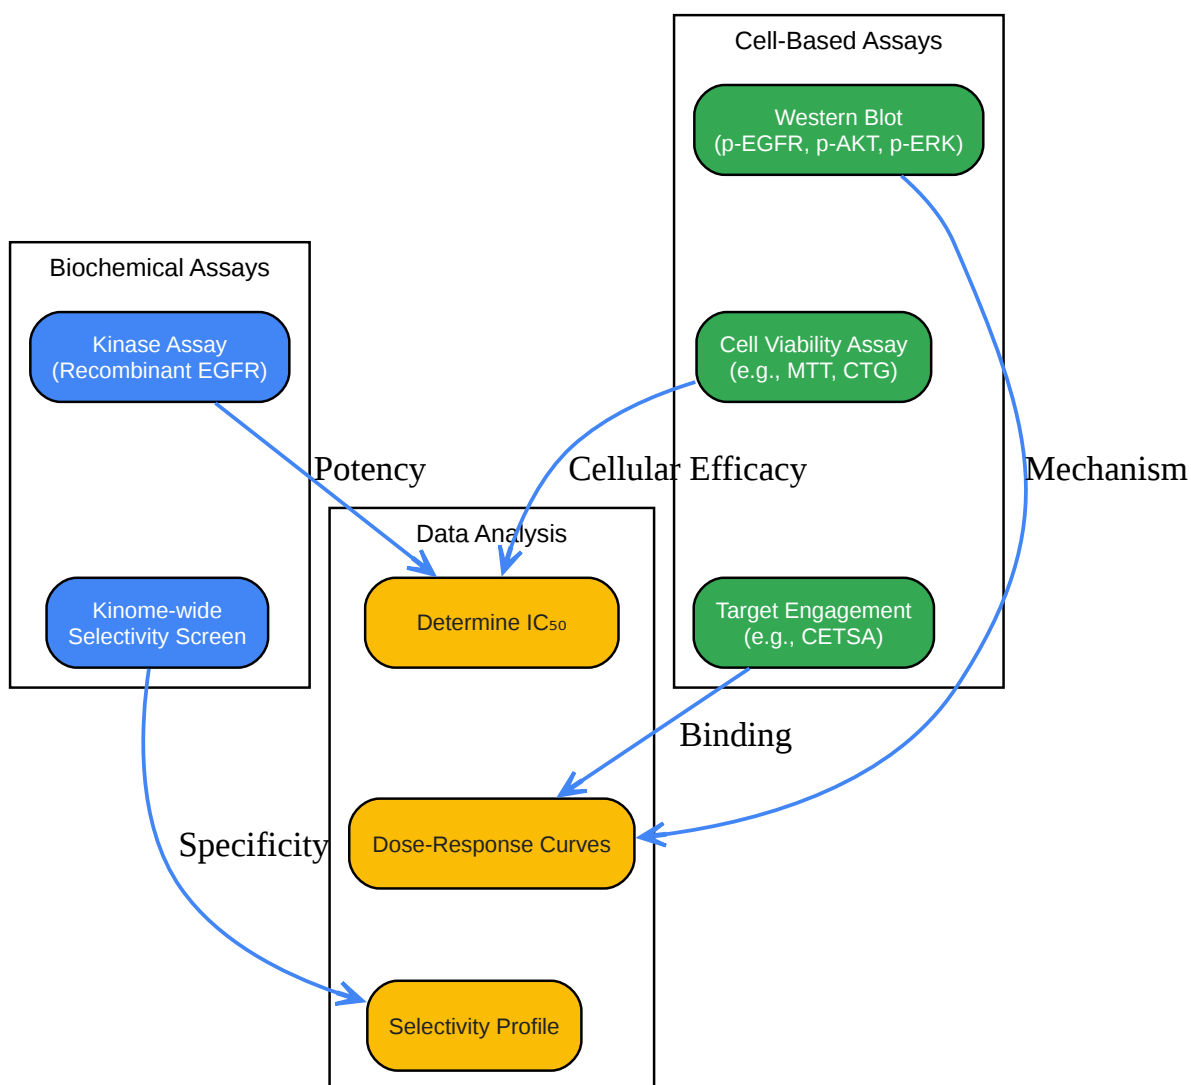 Cell-Based Assays
Western Blot
(p-EGFR, p-AKT, p-ERK)
Biochemical Assays
Kinase Assay
(Recombinant EGFR)
Cell Viability Assay
(e.g., MTT, CTG)
Potency
Cellular Efficacy
Mechanism
Data Analysis
Kinome-wide
Selectivity Screen
Determine IC₅₀
Target Engagement
(e.g., CETSA)
Binding
Specificity
Dose-Response Curves
Selectivity Profile